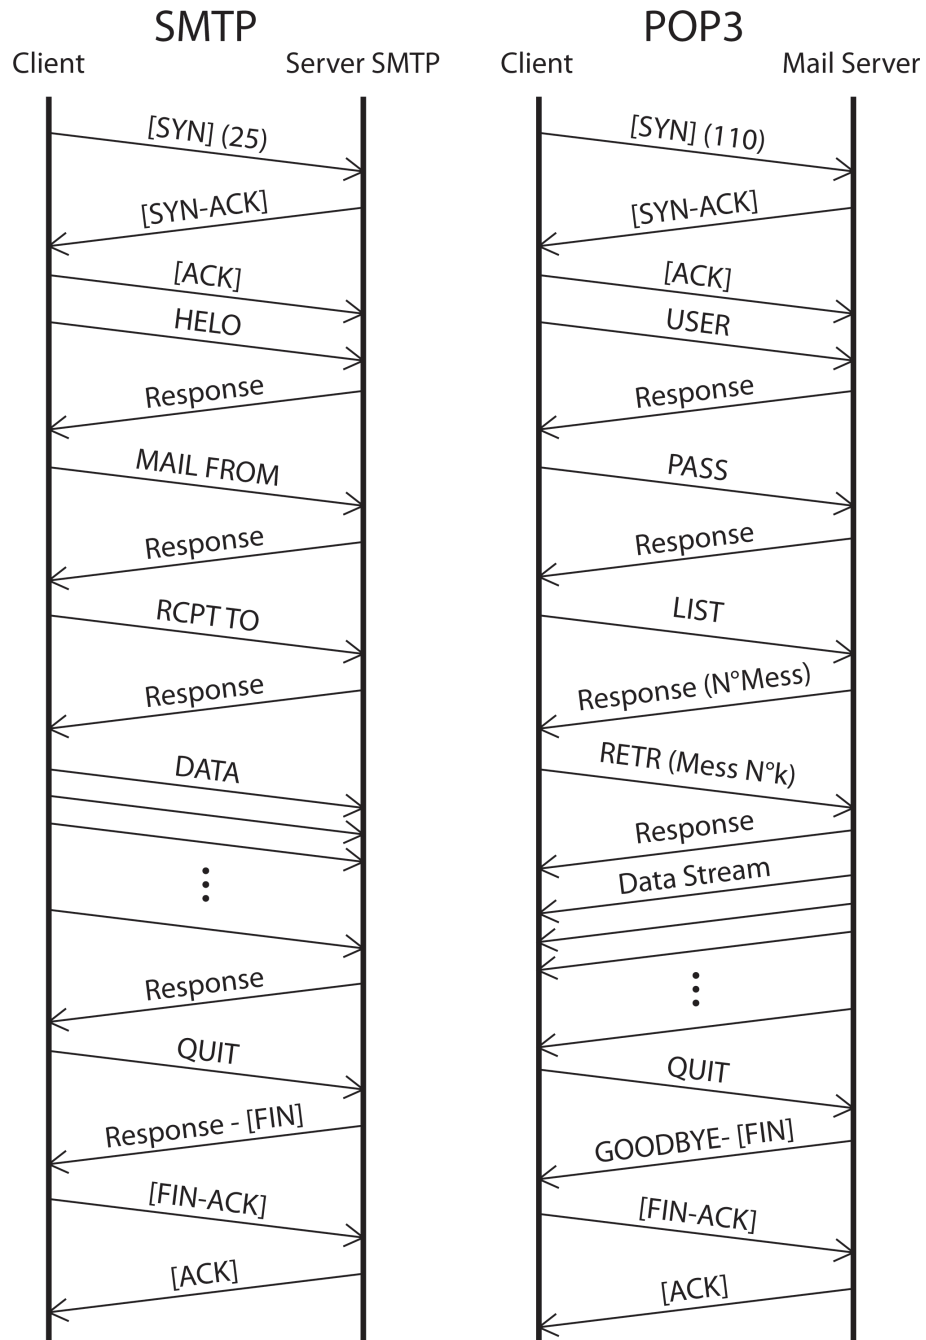 SMTP
Client
Server SMTP
[SYN] (25)
[SYN-ACK]
[ACK]
HELO
Response
MAIL FROM
Response
RCPT TO
Response
DATA
Response
QUIT
Response - [FIN]
[FIN-ACK]
[ACK]
POP3
Client
Mail Server
[SYN] (110)
[SYN-ACK]
[ACK]
USER
Response
PASS
Response
LIST
Response (N°Mess)
RETR (Mess N°k)
Response
Data Stream
QUIT
GOODBYE- [FIN]
[FIN-ACK]
[ACK]